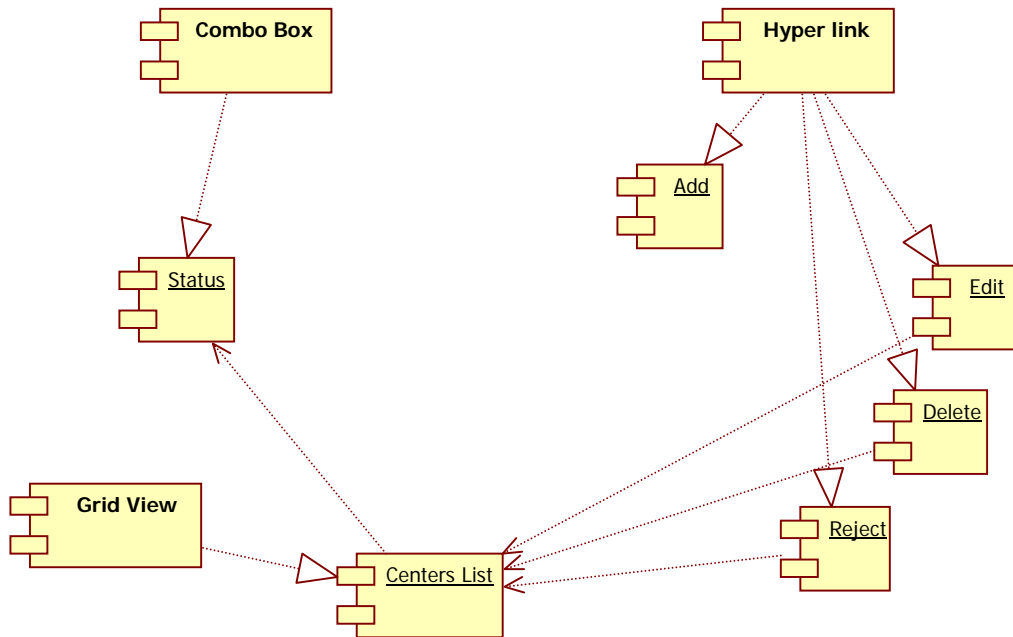 Combo Box
Hyper link
Add
Status
Edit
Delete
Grid View
Reject
Centers List